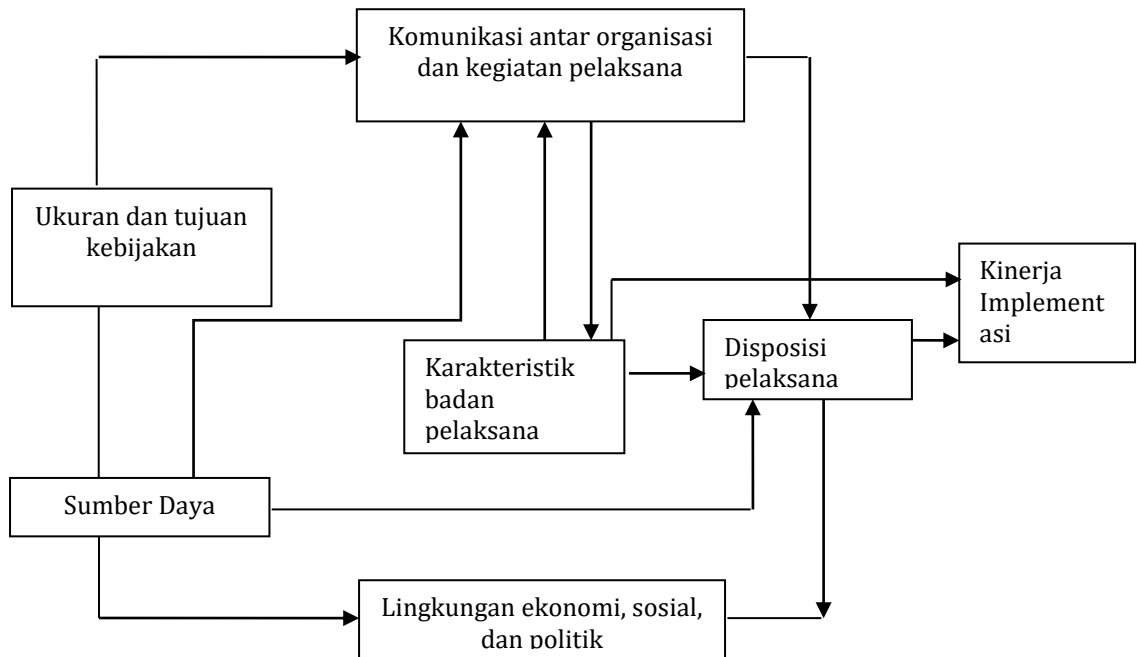 Komunikasi antar organisasi
dan kegiatan pelaksana
Ukuran dan tujuan
kebijakan
Kinerja
Implement
asi
Disposisi
pelaksana
Karakteristik
badan
pelaksana
Sumber Daya
Lingkungan ekonomi, sosial,
dan politik